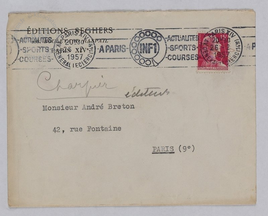 ÉDITIONS SEGHERS
ACTUALITÉS
SPORTS
COURSES
1957
A PARIS
INF1
ACTUALITÉS
SPORTS
COURSES
Charpier éditeur
Monsieur André Breton
42, rue Fontaine
PARIS (9e)